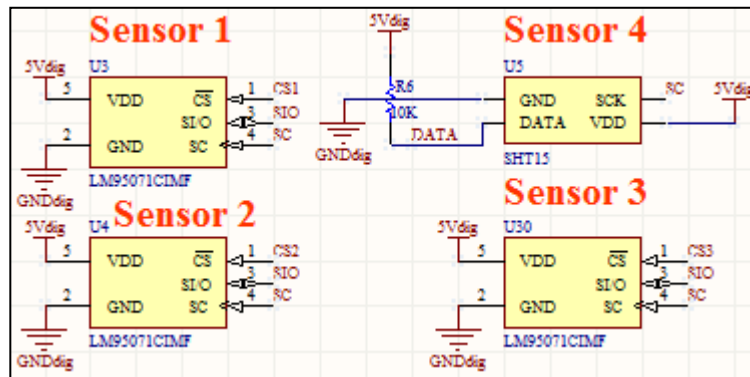 Sensor 1
5Vdig
U3
5
VDD
CS
1
CS1
SI/O
3
SIO
2
GND
SC
4
SC
GNDdig
LM95071CIMF
Sensor 4
5Vdig
R6
10K
GNDdig
DATA
U5
GND
SCK
SC
DATA
VDD
5Vdig
SHT15
Sensor 2
5Vdig
U4
5
VDD
CS
1
CS2
SI/O
3
SIO
2
GND
SC
4
SC
GNDdig
LM95071CIMF
Sensor 3
5Vdig
U30
5
VDD
CS
1
CS3
SI/O
3
SIO
2
GND
SC
4
SC
GNDdig
LM95071CIMF